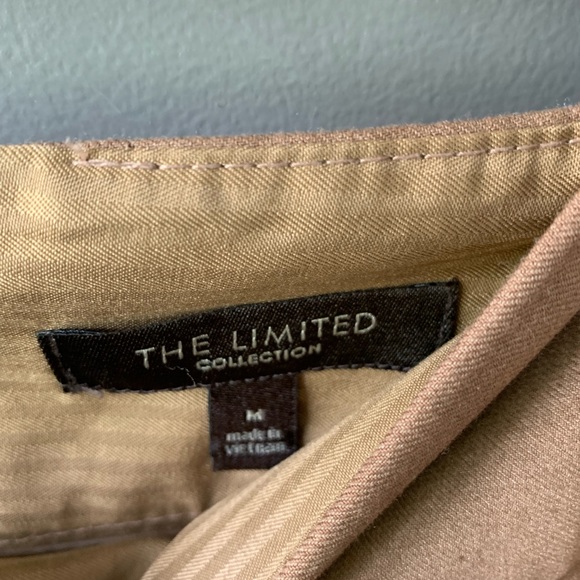 THE LIMITED
COLLECTION
M
made in
VIETNAM